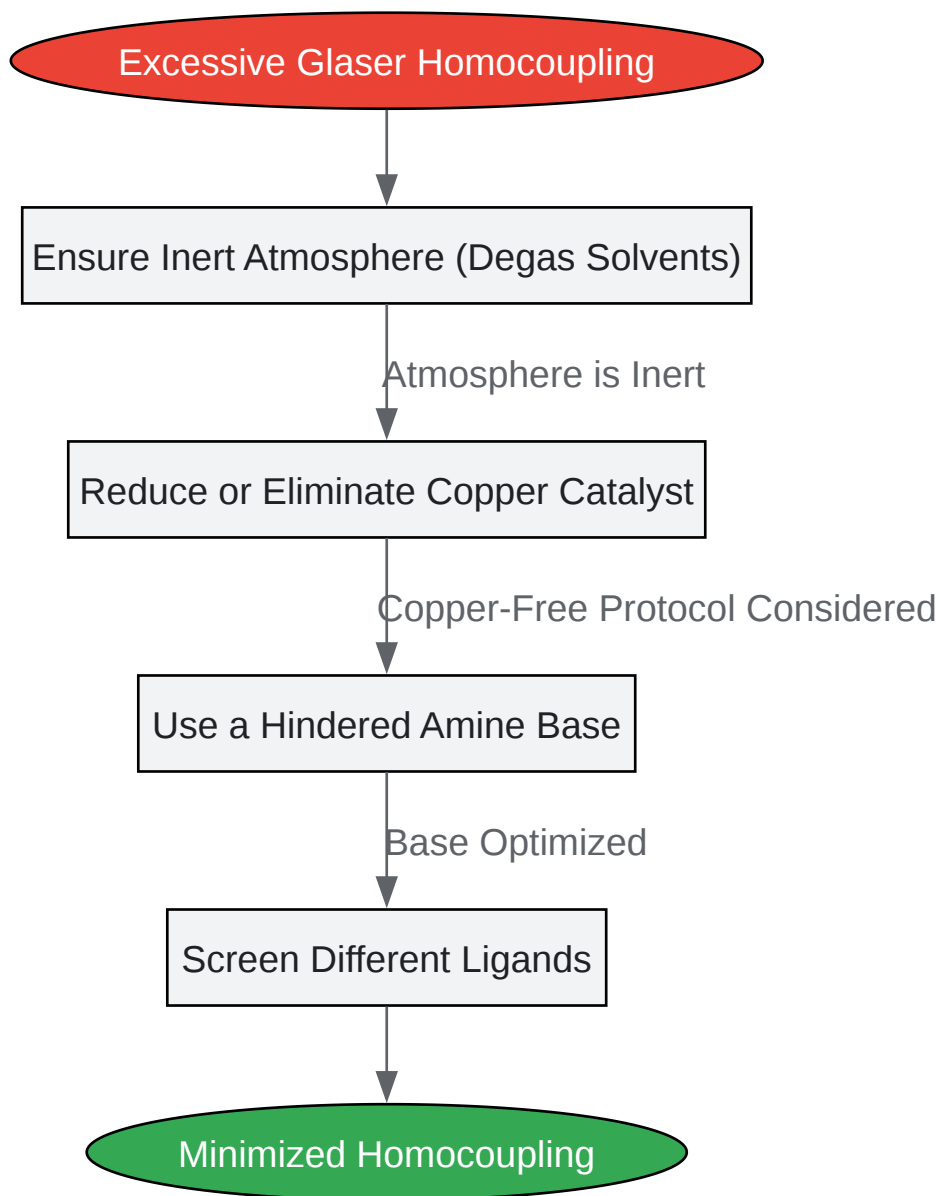 Excessive Glaser Homocoupling
Ensure Inert Atmosphere (Degas Solvents)
Atmosphere is Inert
Reduce or Eliminate Copper Catalyst
Copper-Free Protocol Considered
Use a Hindered Amine Base
Base Optimized
Screen Different Ligands
Minimized Homocoupling